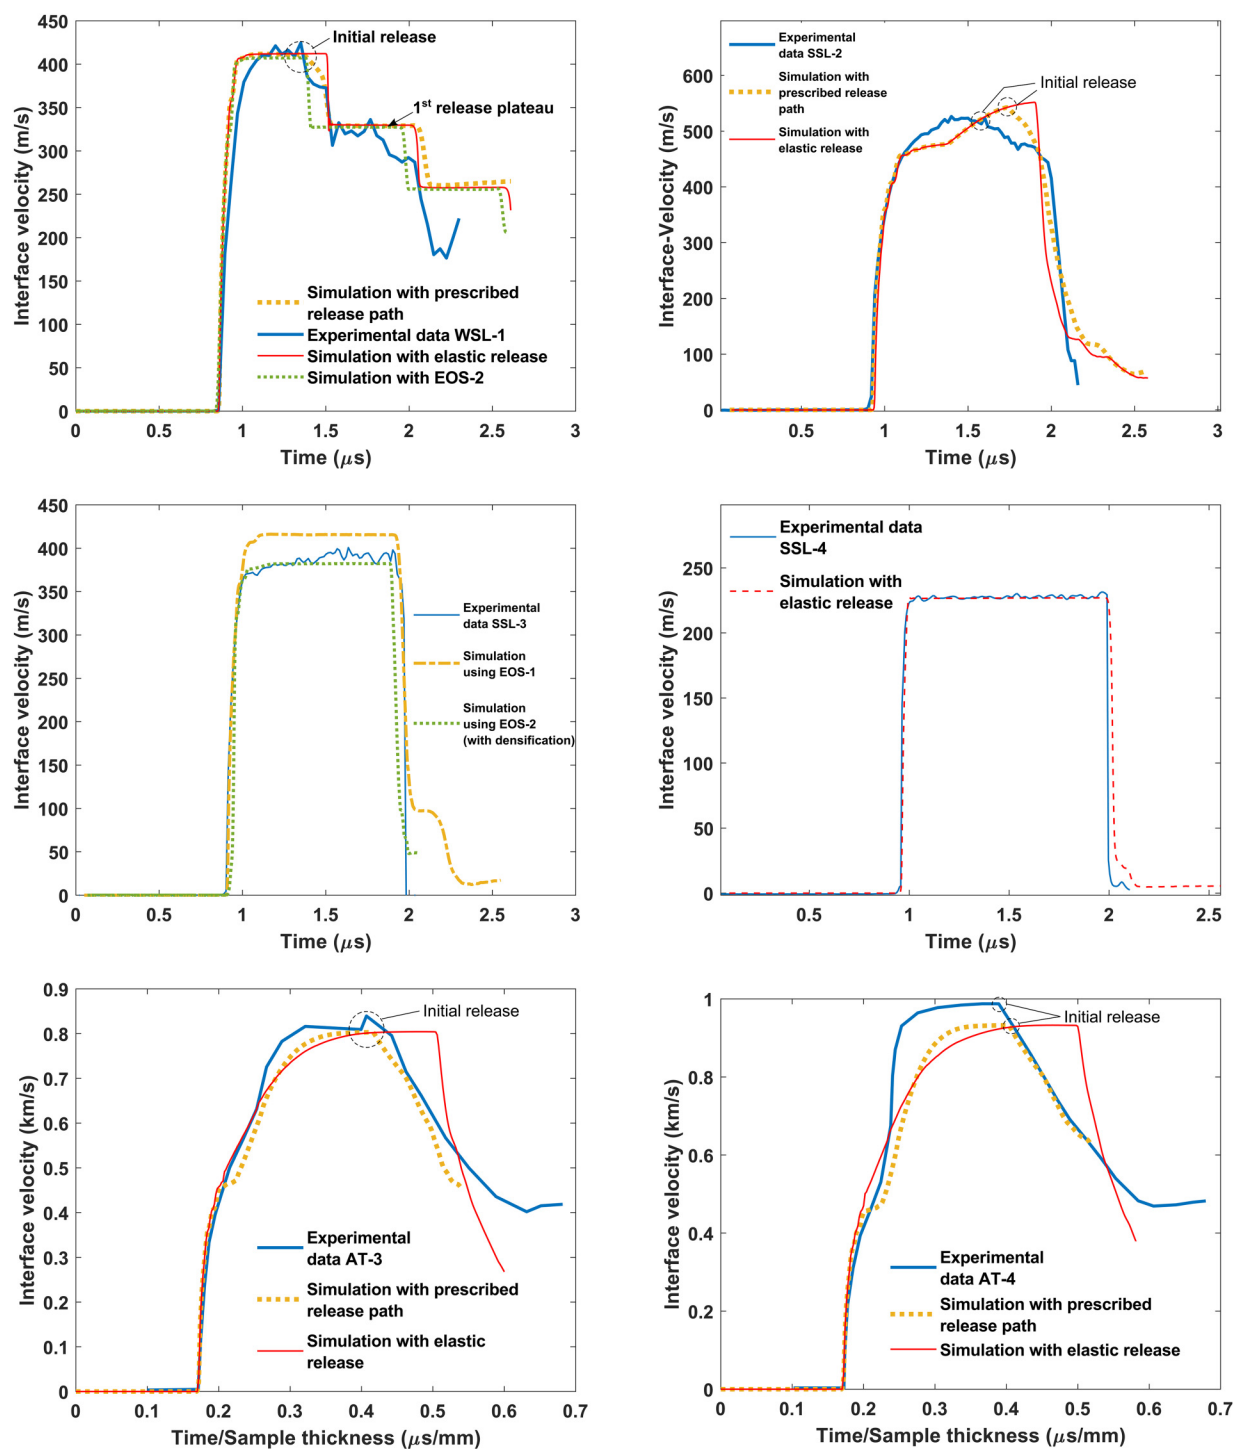 450
400
350
300
250
200
150
100
50
0
Interface velocity (m/s)
Initial release
1st release plateau
Simulation with prescribed
release path
Experimental data WSL-1
Simulation with elastic release
Simulation with EOS-2
0
0.5
1
1.5
2
2.5
3
Time (μs)
600
500
400
300
200
100
0
Interface-Velocity (m/s)
Experimental
data SSL-2
Simulation with
prescribed release
path
Simulation with
elastic release
Initial release
0.5
1
1.5
2
2.5
3
Time (μs)
450
400
350
300
250
200
150
100
50
0
Interface velocity (m/s)
Experimental
data SSL-3
Simulation
using EOS-1
Simulation
using EOS-2
(with densification)
0
0.5
1
1.5
2
2.5
3
Time (μs)
250
200
150
100
50
0
Interface velocity (m/s)
Experimental data
SSL-4
Simulation with
elastic release
0.5
1
1.5
2
2.5
Time (μs)
0.9
0.8
0.7
0.6
0.5
0.4
0.3
0.2
0.1
0
Interface velocity (km/s)
Initial release
Experimental
data AT-3
Simulation with prescribed
release path
Simulation with elastic
release
0
0.1
0.2
0.3
0.4
0.5
0.6
0.7
Time/Sample thickness (μs/mm)
1
0.8
0.6
0.4
0.2
0
Interface velocity (km/s)
Initial release
Experimental
data AT-4
Simulation with prescribed
release path
Simulation with elastic release
0
0.1
0.2
0.3
0.4
0.5
0.6
0.7
Time/Sample thickness (μs/mm)